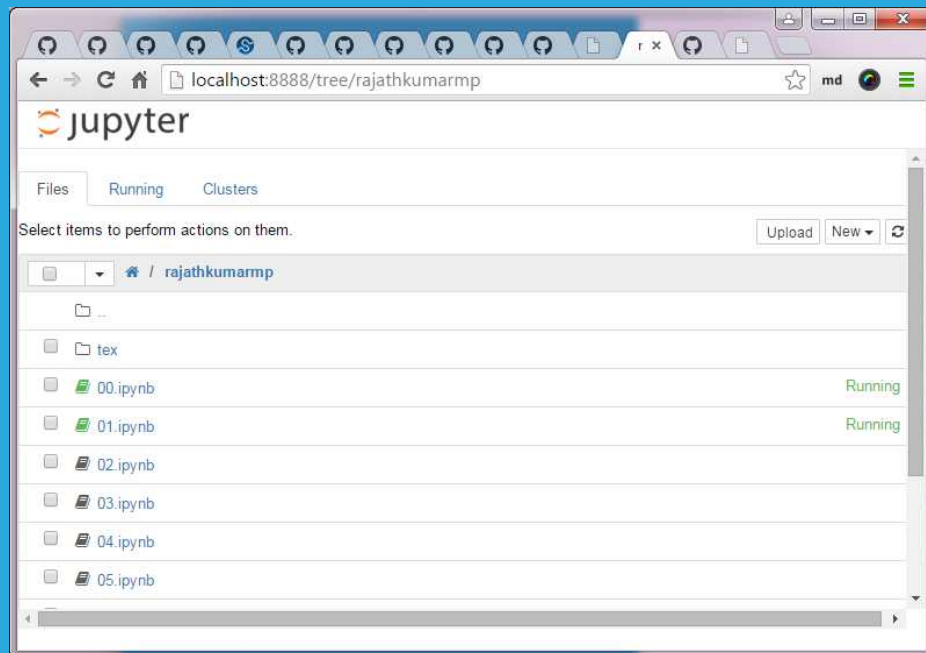 r
localhost:8888/tree/rajathkumarmp
md
jupyter
Files Running Clusters
Select items to perform actions on them.
Upload New
/ rajathkumarmp
..
tex
00.ipynb Running
01.ipynb Running
02.ipynb
03.ipynb
04.ipynb
05.ipynb